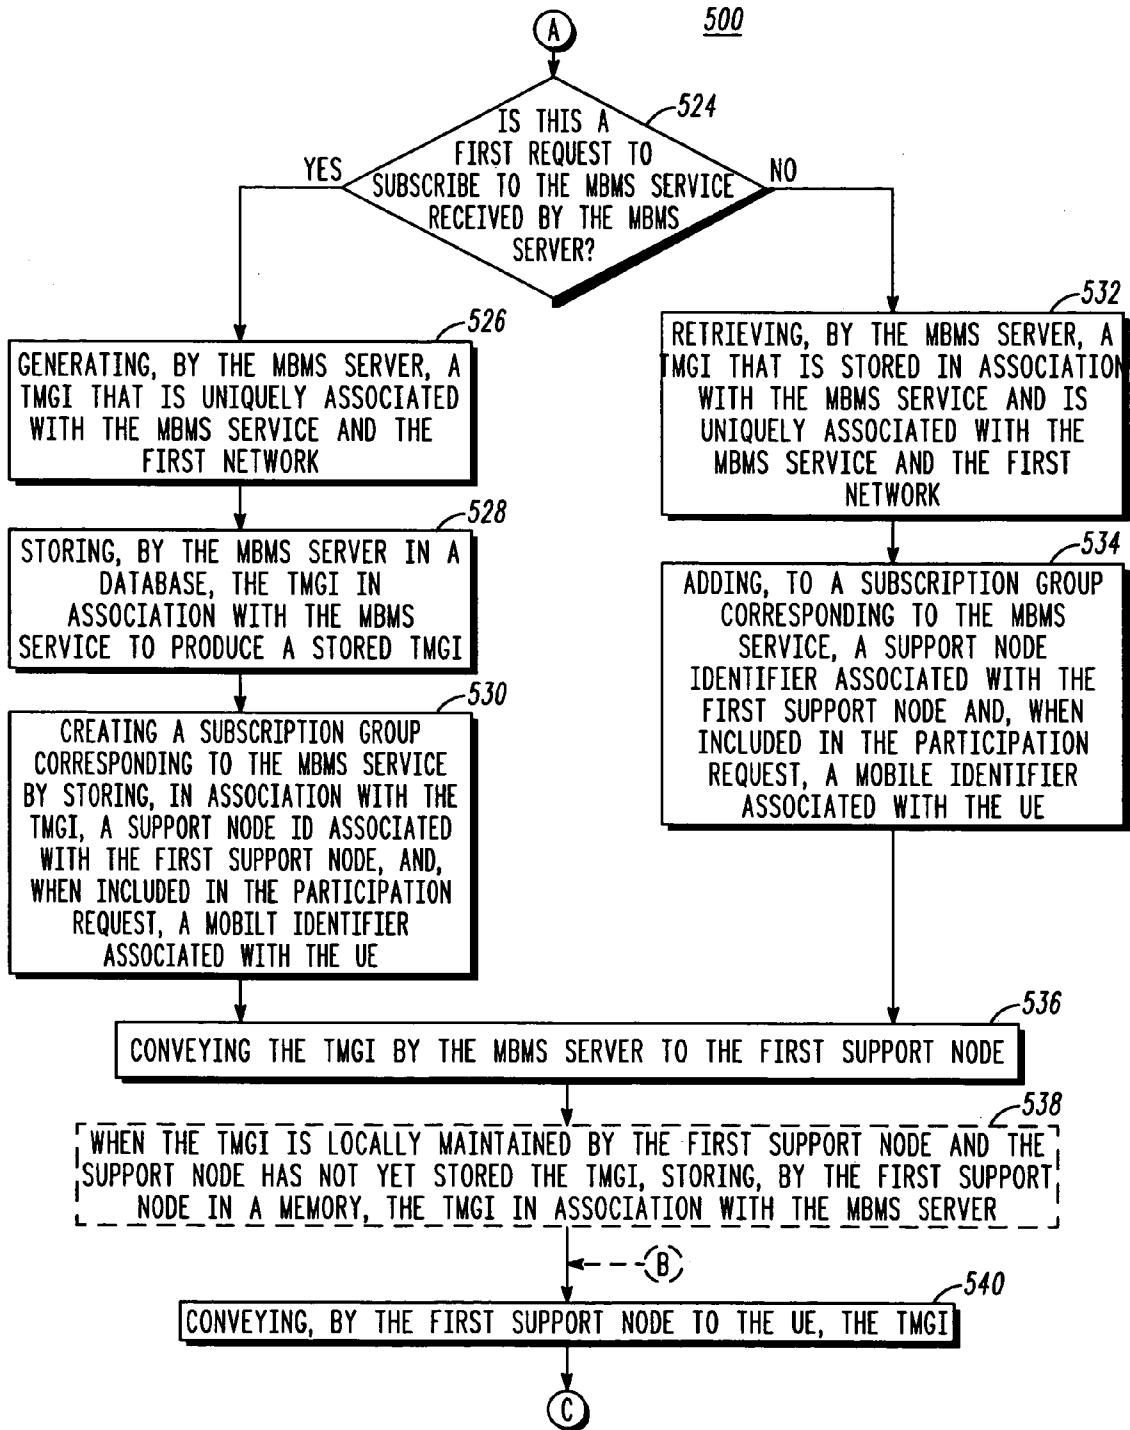 A
500
524
IS THIS A
FIRST REQUEST TO
SUBSCRIBE TO THE MBMS SERVICE
RECEIVED BY THE MBMS
SERVER?
YES
NO
526
GENERATING, BY THE MBMS SERVER, A
TMGI THAT IS UNIQUELY ASSOCIATED
WITH THE MBMS SERVICE AND THE
FIRST NETWORK
528
STORING, BY THE MBMS SERVER IN A
DATABASE, THE TMGI IN
ASSOCIATION WITH THE MBMS
SERVICE TO PRODUCE A STORED TMGI
530
CREATING A SUBSCRIPTION GROUP
CORRESPONDING TO THE MBMS SERVICE
BY STORING, IN ASSOCIATION WITH THE
TMGI, A SUPPORT NODE ID ASSOCIATED
WITH THE FIRST SUPPORT NODE, AND,
WHEN INCLUDED IN THE PARTICIPATION
REQUEST, A MOBILT IDENTIFIER
ASSOCIATED WITH THE UE
532
RETRIEVING, BY THE MBMS SERVER, A
TMGI THAT IS STORED IN ASSOCIATION
WITH THE MBMS SERVICE AND IS
UNIQUELY ASSOCIATED WITH THE
MBMS SERVICE AND THE FIRST
NETWORK
534
ADDING, TO A SUBSCRIPTION GROUP
CORRESPONDING TO THE MBMS
SERVICE, A SUPPORT NODE
IDENTIFIER ASSOCIATED WITH THE
FIRST SUPPORT NODE AND, WHEN
INCLUDED IN THE PARTICIPATION
REQUEST, A MOBILE IDENTIFIER
ASSOCIATED WITH THE UE
536
CONVEYING THE TMGI BY THE MBMS SERVER TO THE FIRST SUPPORT NODE
538
WHEN THE TMGI IS LOCALLY MAINTAINED BY THE FIRST SUPPORT NODE AND THE
SUPPORT NODE HAS NOT YET STORED THE TMGI, STORING, BY THE FIRST SUPPORT
NODE IN A MEMORY, THE TMGI IN ASSOCIATION WITH THE MBMS SERVER
B
540
CONVEYING, BY THE FIRST SUPPORT NODE TO THE UE, THE TMGI
C